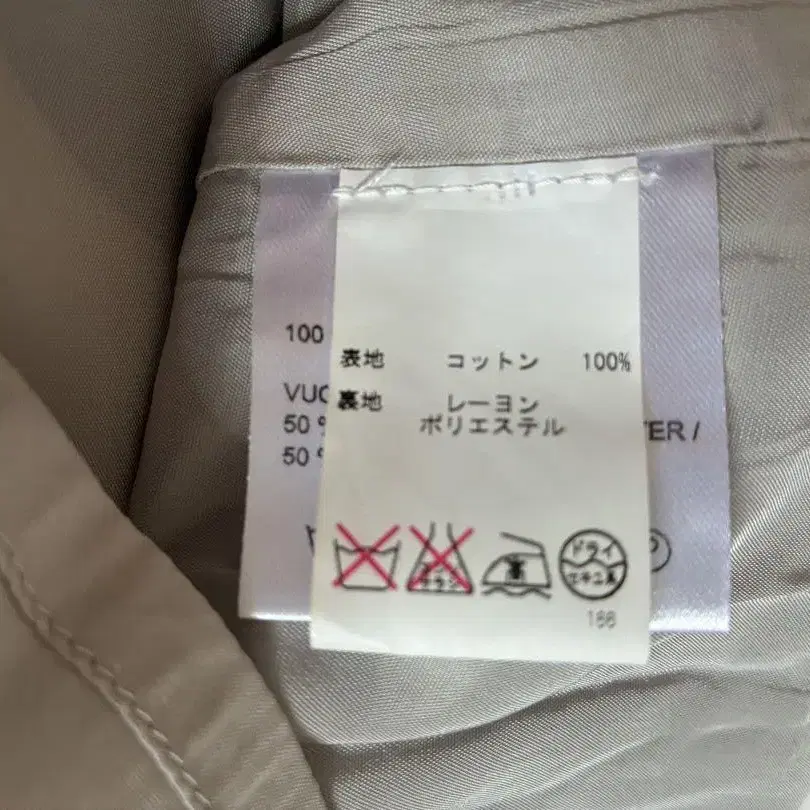 100
表地 コットン 100%
VU
裏地 レーヨン
50 %
ポリエステル
TER /
50 %
ドライ
P
188